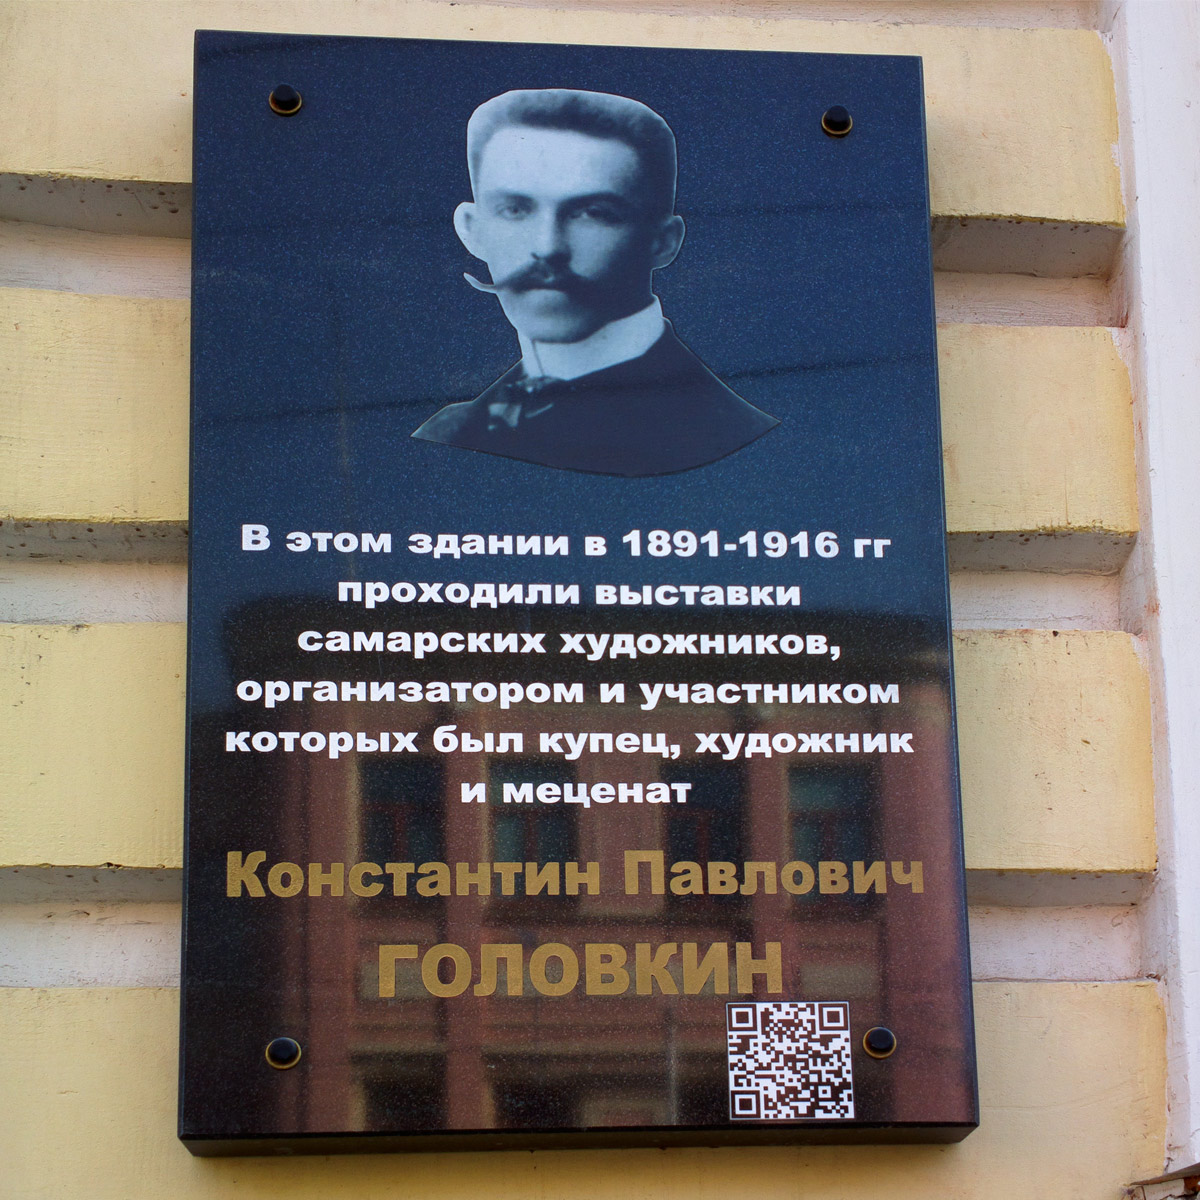 В этом здании в 1891-1916 гг
проходили выставки
самарских художников,
организатором и участником
которых был купец, художник
и меценат
Константин Павлович
ГОЛОВКИН